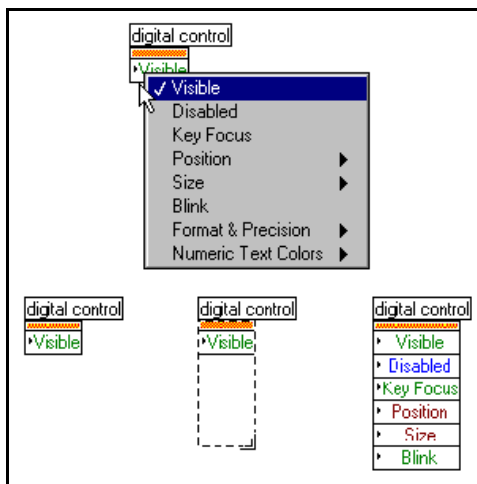 digital control
Visible
Visible
Disabled
Key Focus
Position
Size
Blink
Format & Precision
Numeric Text Colors
digital control
Visible
digital control
Visible
digital control
Visible
Disabled
Key Focus
Position
Size
Blink